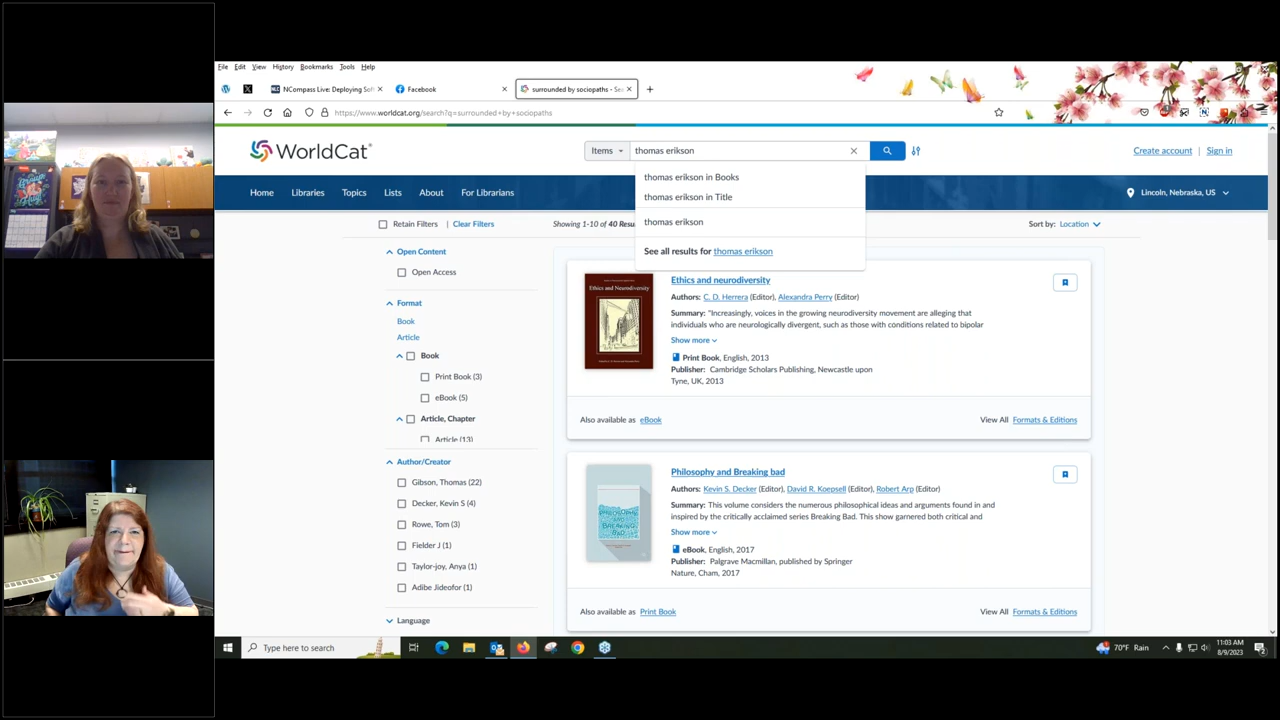 File Edit View History Bookmarks Tools Help
NCompass Live: Deploying Sof
Facebook
surrounded by sociopaths - Se
https://www.worldcat.org/search?q=surrounded+by+sociopaths
WorldCat
Items
thomas erikson
Create account
Sign in
thomas erikson in Books
thomas erikson in Title
thomas erikson
See all results for thomas erikson
Home Libraries Topics Lists About For Librarians
Lincoln, Nebraska, US
Retain Filters
Clear Filters
Showing 1-10 of 40 Resu
Sort by: Location
Open Content
Open Access
Format
Book
Article
Book
Print Book (3)
eBook (5)
Article, Chapter
Article (13)
Author/Creator
Gibson, Thomas (22)
Decker, Kevin S (4)
Rowe, Tom (3)
Fielder J (1)
Taylor-joy, Anya (1)
Adibe Jideofor (1)
Language
Ethics and Neurodiversity
Ethics and neurodiversity
Authors: C. D. Herrera (Editor), Alexandra Perry (Editor)
Summary: "Increasingly, voices in the growing neurodiversity movement are alleging that
individuals who are neurologically divergent, such as those with conditions related to bipolar
Show more
Print Book, English, 2013
Publisher: Cambridge Scholars Publishing, Newcastle upon
Tyne, UK, 2013
Also available as eBook
View All Formats & Editions
PHILOSOPHY and BREAKING BAD
Philosophy and Breaking bad
Authors: Kevin S. Decker (Editor), David R. Koepsell (Editor), Robert Arp (Editor)
Summary: This volume considers the numerous philosophical ideas and arguments found in and
inspired by the critically acclaimed series Breaking Bad. This show garnered both critical and
Show more
eBook, English, 2017
Publisher: Palgrave Macmillan, published by Springer
Nature, Cham, 2017
Also available as Print Book
View All Formats & Editions
Type here to search
70°F Rain
11:03 AM
8/9/2023